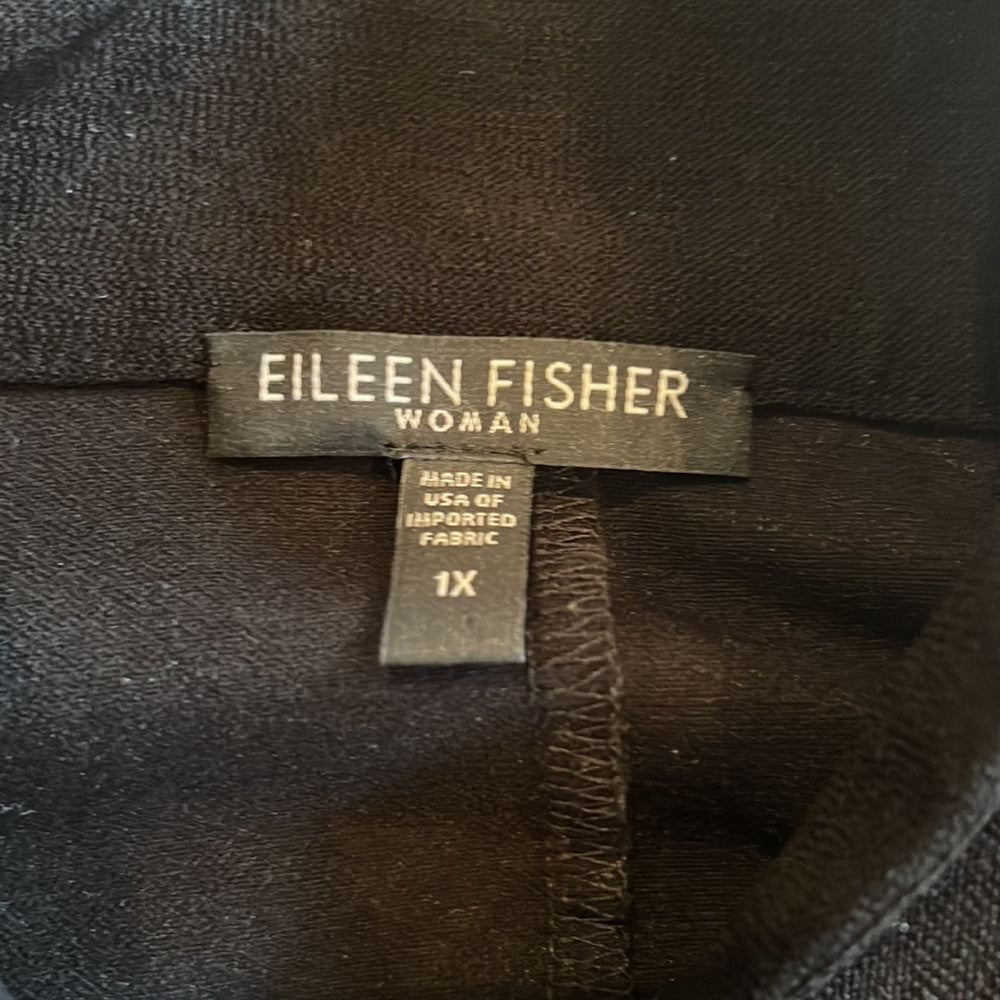 EILEEN FISHER
WOMAN
MADE IN
USA OF
IMPORTED
FABRIC
1X